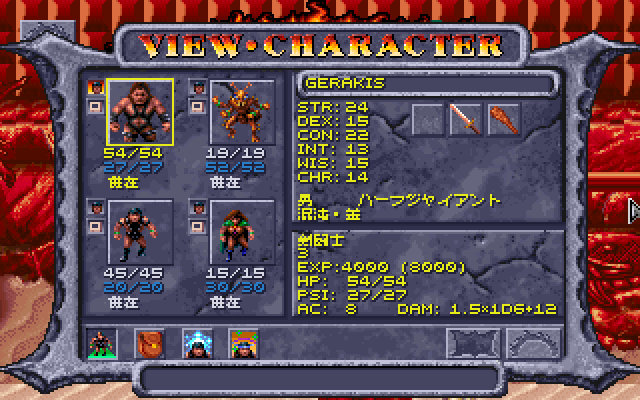 VIEW•CHARACTER
GERAKIS
STR: 24
DEX: 15
CON: 22
INT: 13
WIS: 15
CHR: 14
男 ハーフジャイアント
混沌・善
剣闘士
3
EXP:4000 (8000)
HP: 54/54
PSI: 27/27
AC: 8 DAM: 1.5×1D6+12
54/54 19/19
27/27 52/52
健在 健在
45/45 15/15
20/20 30/30
健在 健在